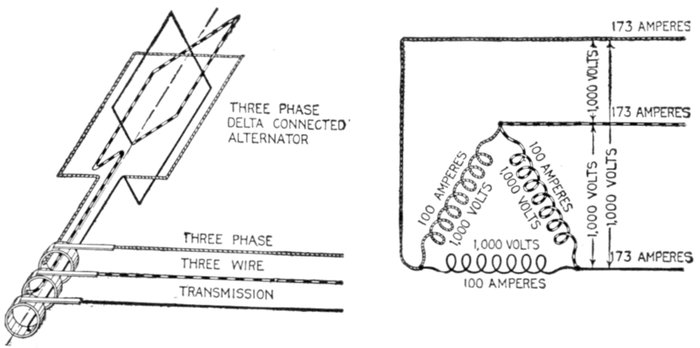 THREE PHASE
DELTA CONNECTED
ALTERNATOR
THREE PHASE
THREE WIRE
TRANSMISSION
173 AMPERES
1,000 VOLTS
173 AMPERES
100 AMPERES
1,000 VOLTS
100 AMPERES
1,000 VOLTS
1,000 VOLTS
1,000 VOLTS
1,000 VOLTS
100 AMPERES
173 AMPERES